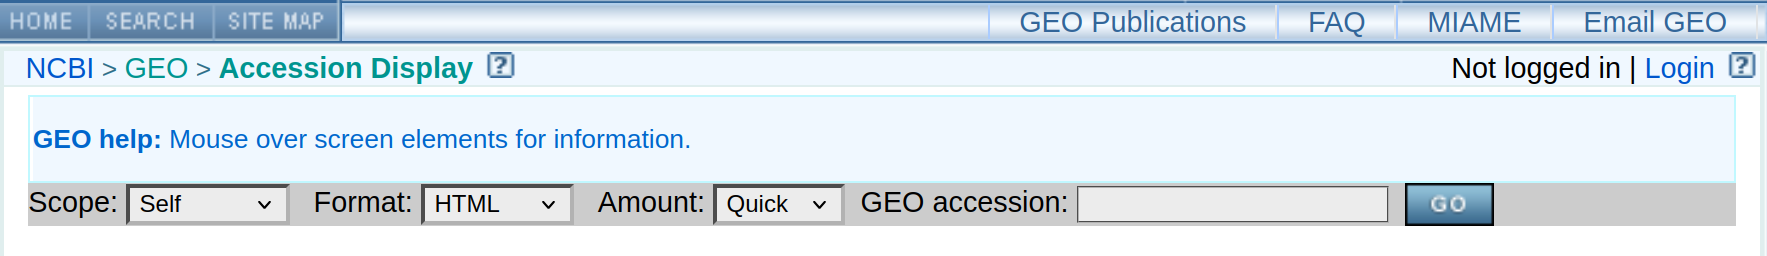 HOME SEARCH SITE MAP GEO Publications FAQ MIAME Email GEO
NCBI > GEO > Accession Display ? Not logged in | Login ?
GEO help: Mouse over screen elements for information.
Scope: Self Format: HTML Amount: Quick GEO accession: GO